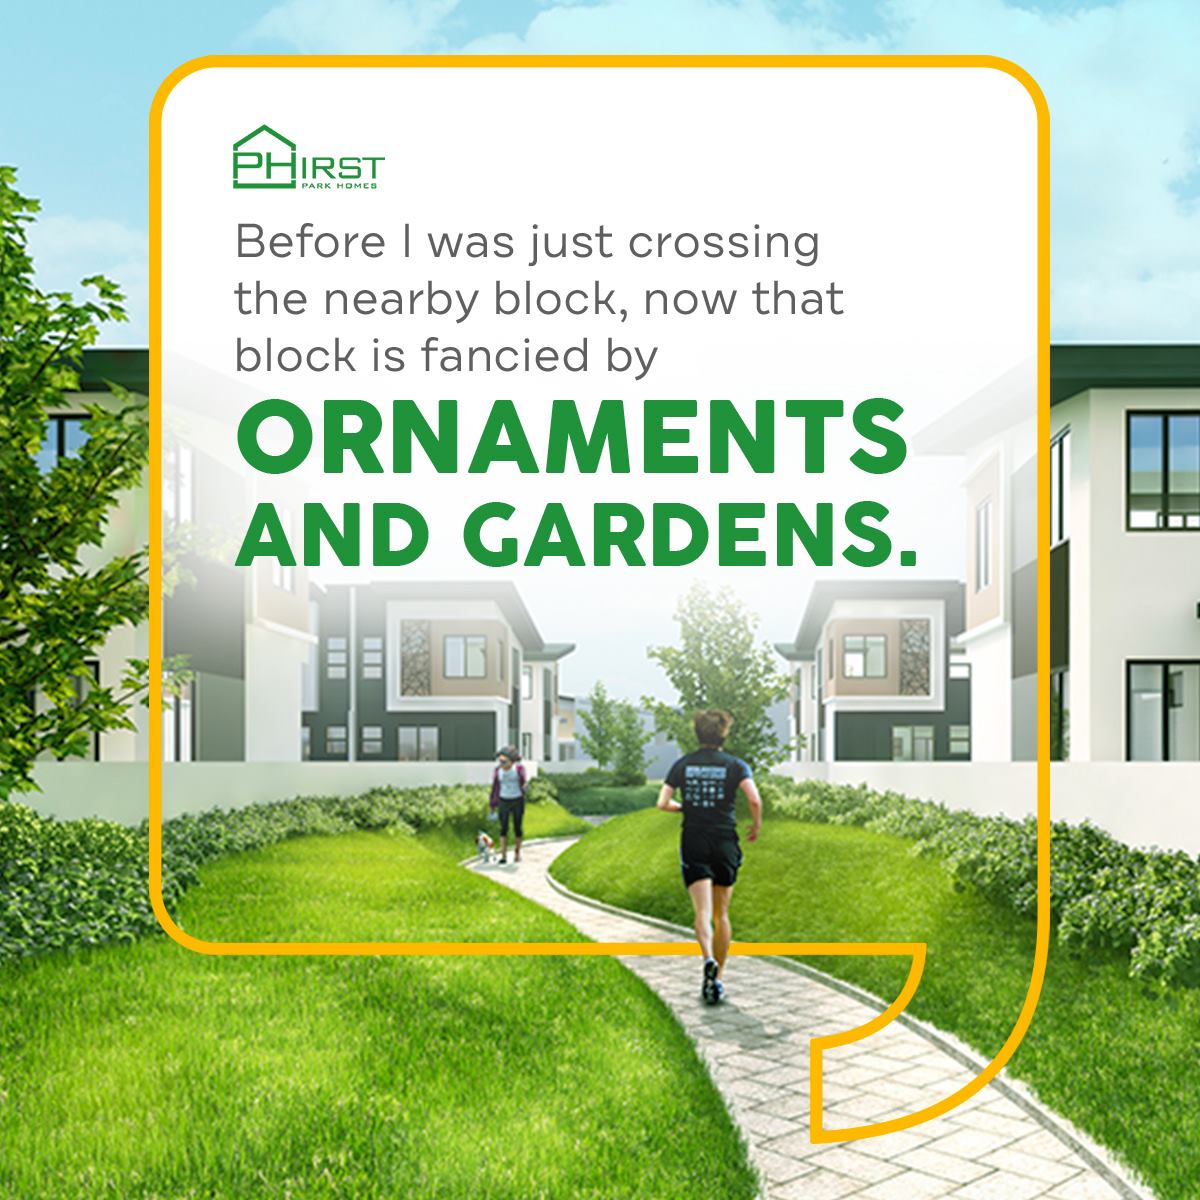 PHIRST
PARK HOMES
Before I was just crossing
the nearby block, now that
block is fancied by
ORNAMENTS
AND GARDENS.